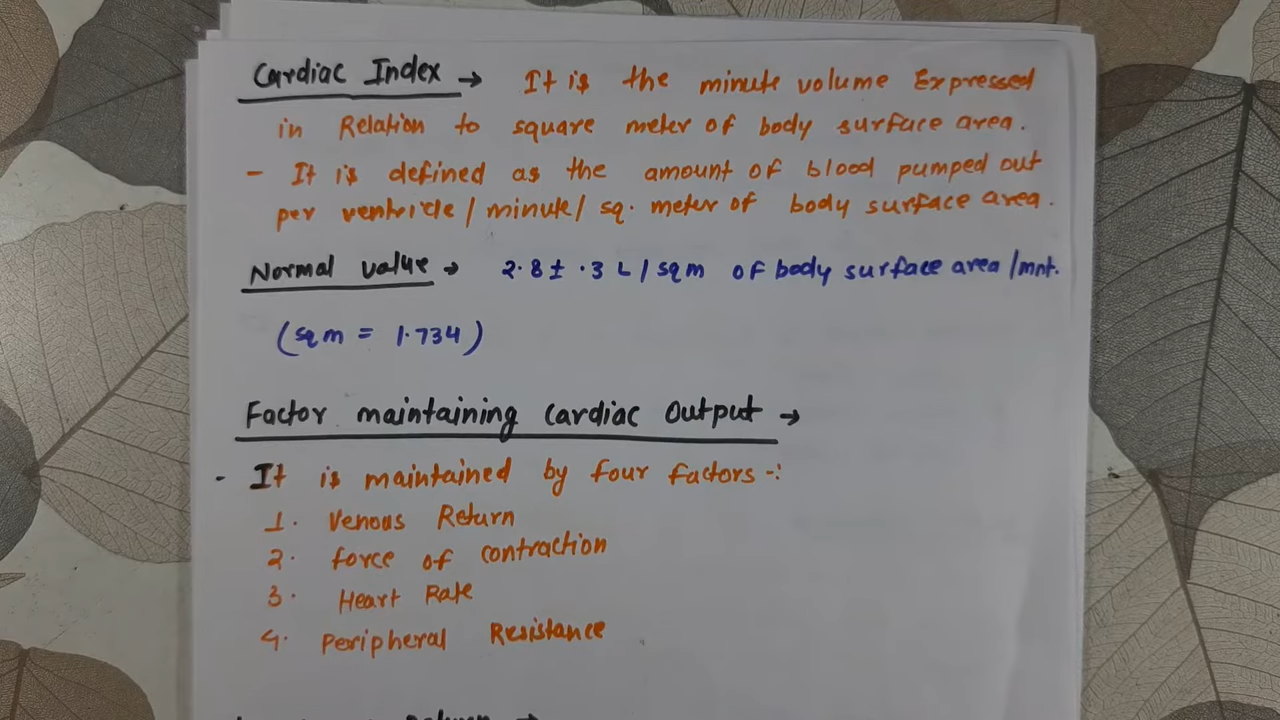 Cardiac Index → It is the minute volume Expressed
in Relation to square meter of body surface area.
- It is defined as the amount of blood pumped out
per ventricle / minute / sq. meter of body surface area.
Normal value → 2.8 ± .3 L / sqm of body surface area / mnt.
(sqm = 1.734)
Factor maintaining cardiac output →
- It is maintained by four factors -:
1. Venous Return
2. force of contraction
3. Heart Rate
4. Peripheral Resistance